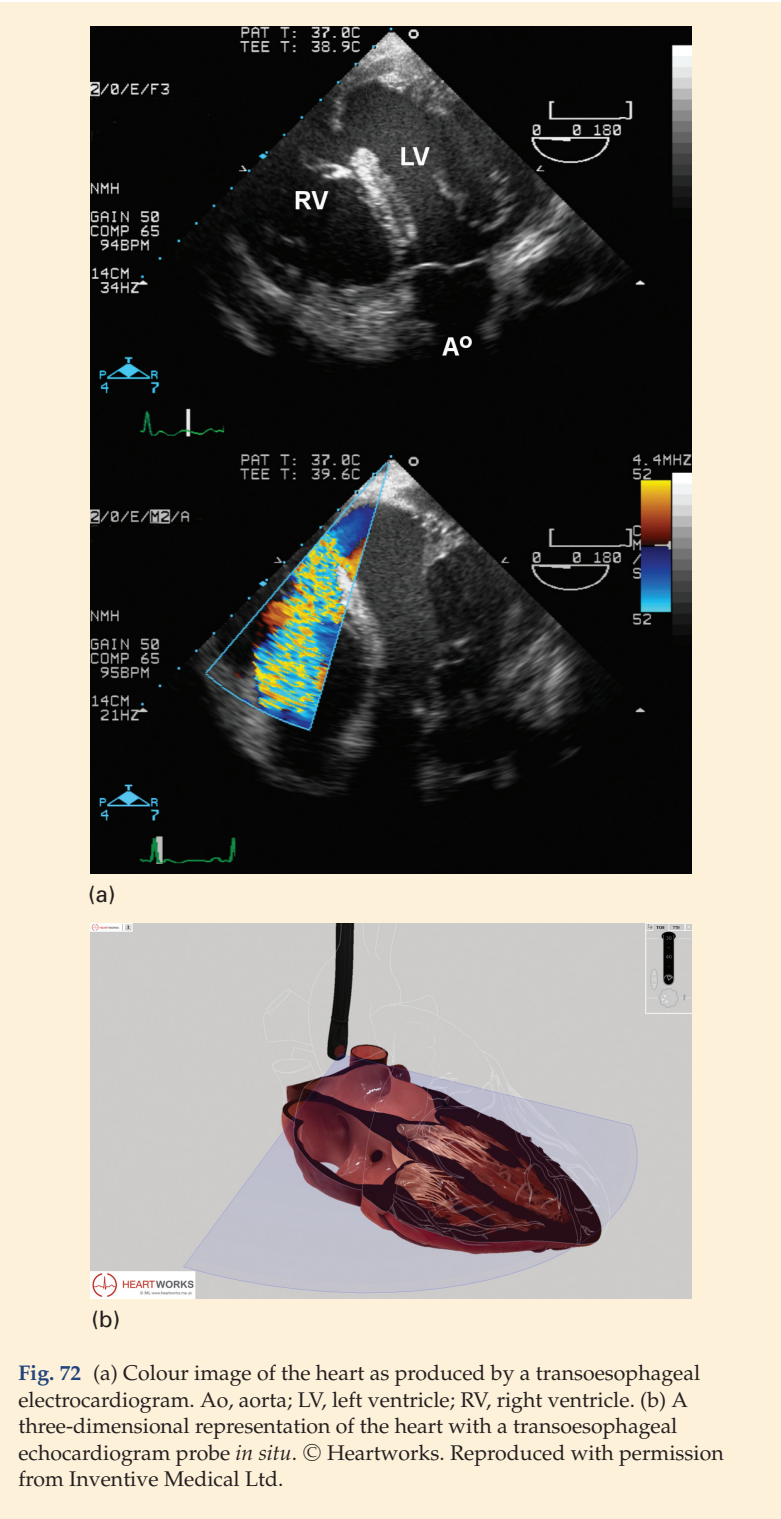 PAT T: 37.0C
TEE T: 38.9C
2/0/E/F3
0 0 180
LV
NMH
RV
GAIN 50
COMP 65
94BPM
14CM
34HZ
Ao
T
P R
4 7
PAT T: 37.0C
TEE T: 39.6C
4.4MHZ
52
2/0/E/M2/A
0 0 180
52
NMH
GAIN 50
COMP 65
95BPM
14CM
21HZ
T
P R
4 7
(a)
HEARTWORKS
(b)
Fig. 72 (a) Colour image of the heart as produced by a transoesophageal
electrocardiogram. Ao, aorta; LV, left ventricle; RV, right ventricle. (b) A
three-dimensional representation of the heart with a transoesophageal
echocardiogram probe in situ. © Heartworks. Reproduced with permission
from Inventive Medical Ltd.